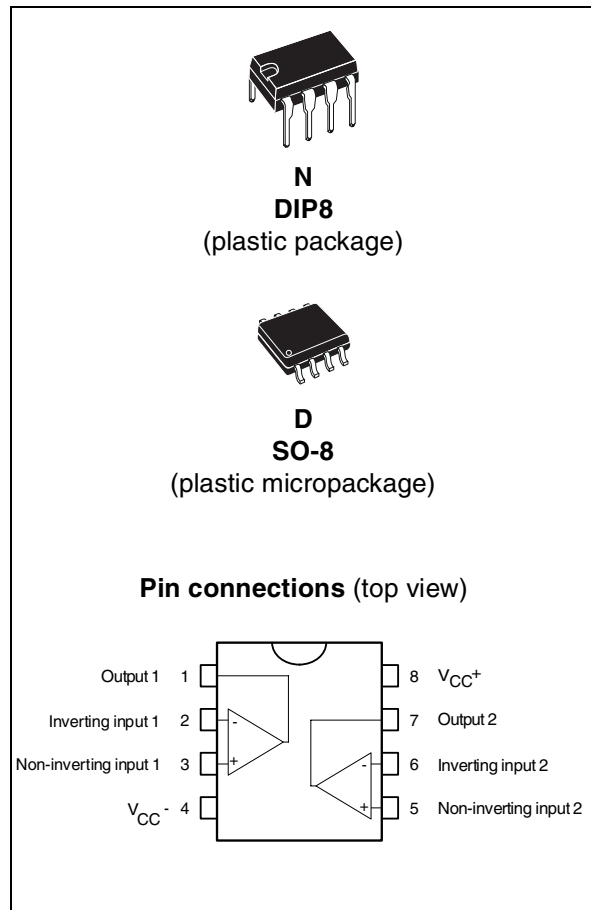 N
DIP8
(plastic package)
D
SO-8
(plastic micropackage)
Pin connections (top view)
Output 1 1 8 VCC+
Inverting input 1 2 - 7 Output 2
Non-inverting input 1 3 + - 6 Inverting input 2
VCC - 4 + 5 Non-inverting input 2